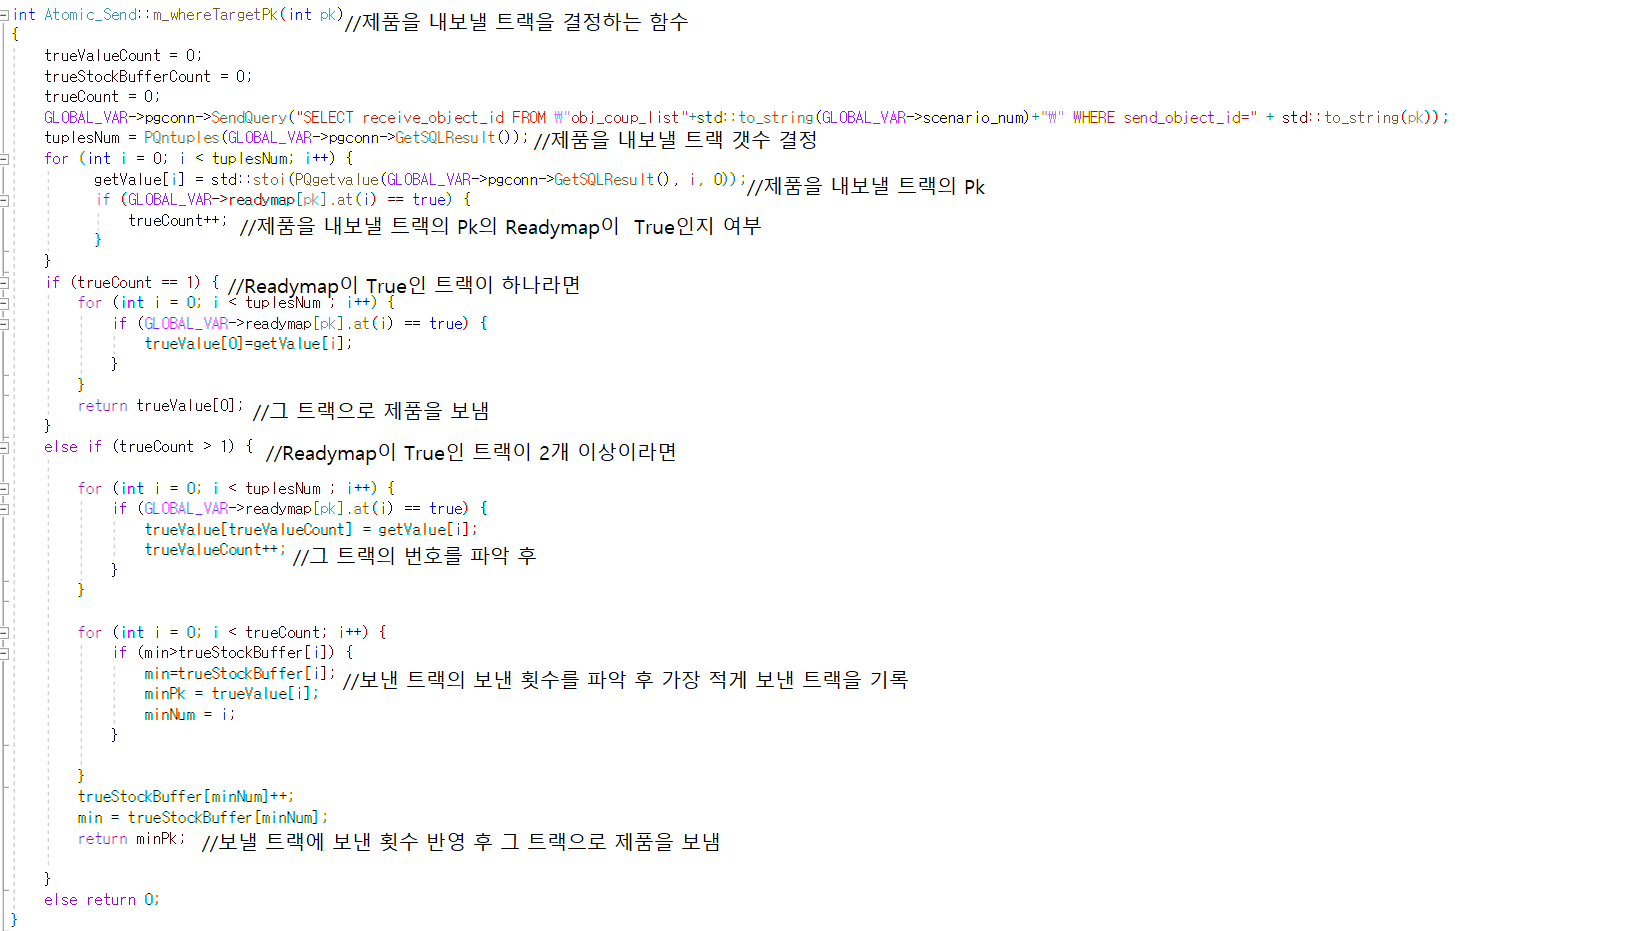 int Atomic_Send::m_whereTargetPk(int pk)//제품을 내보낼 트랙을 결정하는 함수
{
trueValueCount = 0;
trueStockBufferCount = 0;
trueCount = 0;
GLOBAL_VAR->pgconn->SendQuery("SELECT receive_object_id FROM ₩"obj_coup_list"+std::to_string(GLOBAL_VAR->scenario_num)+"₩" WHERE send_object_id=" + std::to_string(pk));
tuplesNum = PQntuples(GLOBAL_VAR->pgconn->GetSQLResult()); //제품을 내보낼 트랙 갯수 결정
for (int i = 0; i < tuplesNum; i++) {
getValue[i] = std::stoi(PQgetvalue(GLOBAL_VAR->pgconn->GetSQLResult(), i, 0)); //제품을 내보낼 트랙의 Pk
if (GLOBAL_VAR->readymap[pk].at(i) == true) {
trueCount++; //제품을 내보낼 트랙의 Pk의 Readymap이 True인지 여부
}
}
if (trueCount == 1) { //Readymap이 True인 트랙이 하나라면
for (int i = 0; i < tuplesNum ; i++) {
if (GLOBAL_VAR->readymap[pk].at(i) == true) {
trueValue[0]=getValue[i];
}
}
return trueValue[0]; //그 트랙으로 제품을 보냄
}
else if (trueCount > 1) { //Readymap이 True인 트랙이 2개 이상이라면
for (int i = 0; i < tuplesNum ; i++) {
if (GLOBAL_VAR->readymap[pk].at(i) == true) {
trueValue[trueValueCount] = getValue[i];
trueValueCount++; //그 트랙의 번호를 파악 후
}
}
for (int i = 0; i < trueCount; i++) {
if (min>trueStockBuffer[i]) {
min=trueStockBuffer[i]; //보낸 트랙의 보낸 횟수를 파악 후 가장 적게 보낸 트랙을 기록
minPk = trueValue[i];
minNum = i;
}
}
trueStockBuffer[minNum]++;
min = trueStockBuffer[minNum];
return minPk; //보낼 트랙에 보낸 횟수 반영 후 그 트랙으로 제품을 보냄
}
else return 0;
}